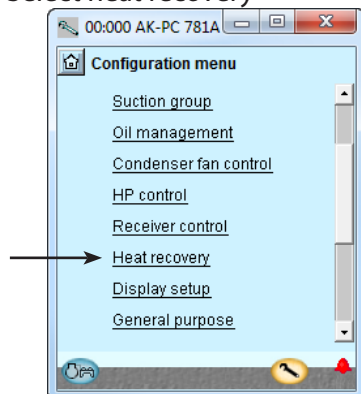 Select heat recovery
00:000 AK-PC 781A
Configuration menu
Suction group
Oil management
Condenser fan control
HP control
Receiver control
Heat recovery
Display setup
General purpose